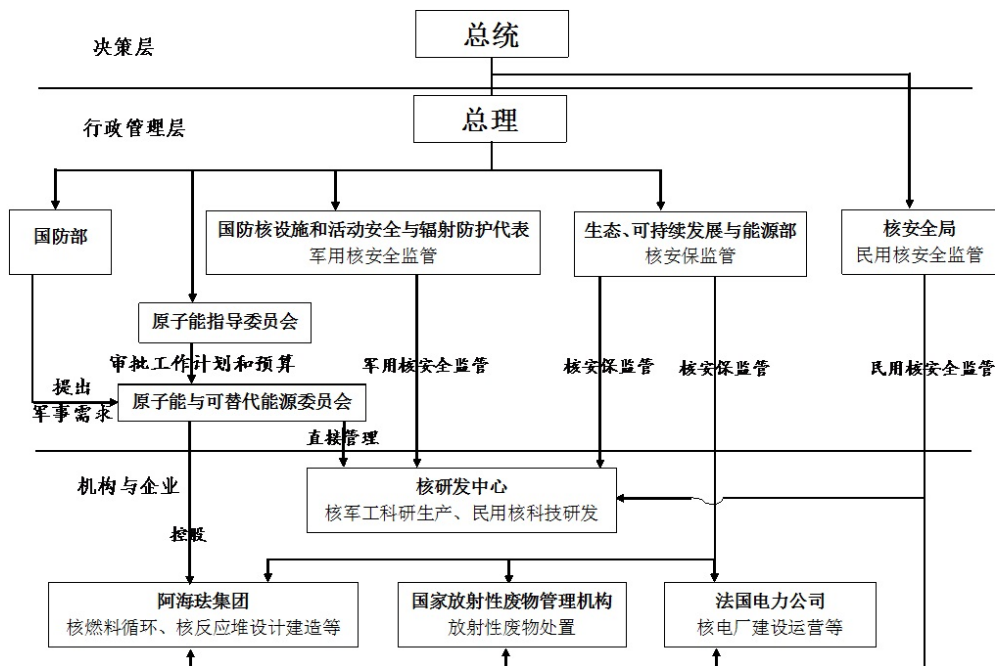 总统
决策层
总理
行政管理层
国防部
国防核设施和活动安全与辐射防护代表
军用核安全监管
生态、可持续发展与能源部
核安保监管
核安全局
民用核安全监管
原子能指导委员会
审批工作计划和预算
军用核安全监管
核安保监管
核安保监管
民用核安全监管
提出
军事需求
原子能与可替代能源委员会
直接管理
机构与企业
核研发中心
核军工科研生产、民用核科技研发
控股
阿海珐集团
核燃料循环、核反应堆设计建造等
国家放射性废物管理机构
放射性废物处置
法国电力公司
核电厂建设运营等